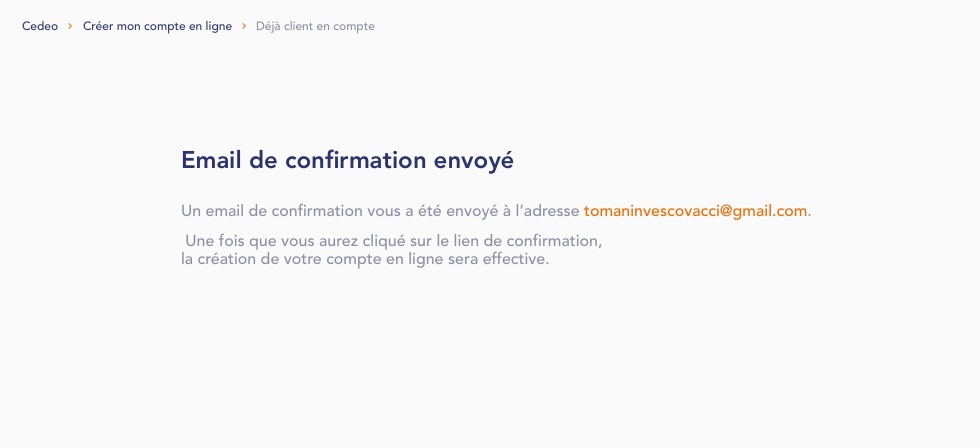 Cedeo > Créer mon compte en ligne > Déjà client en compte
Email de confirmation envoyé
Un email de confirmation vous a été envoyé à l’adresse tomaninvescovacci@gmail.com.
Une fois que vous aurez cliqué sur le lien de confirmation,
la création de votre compte en ligne sera effective.